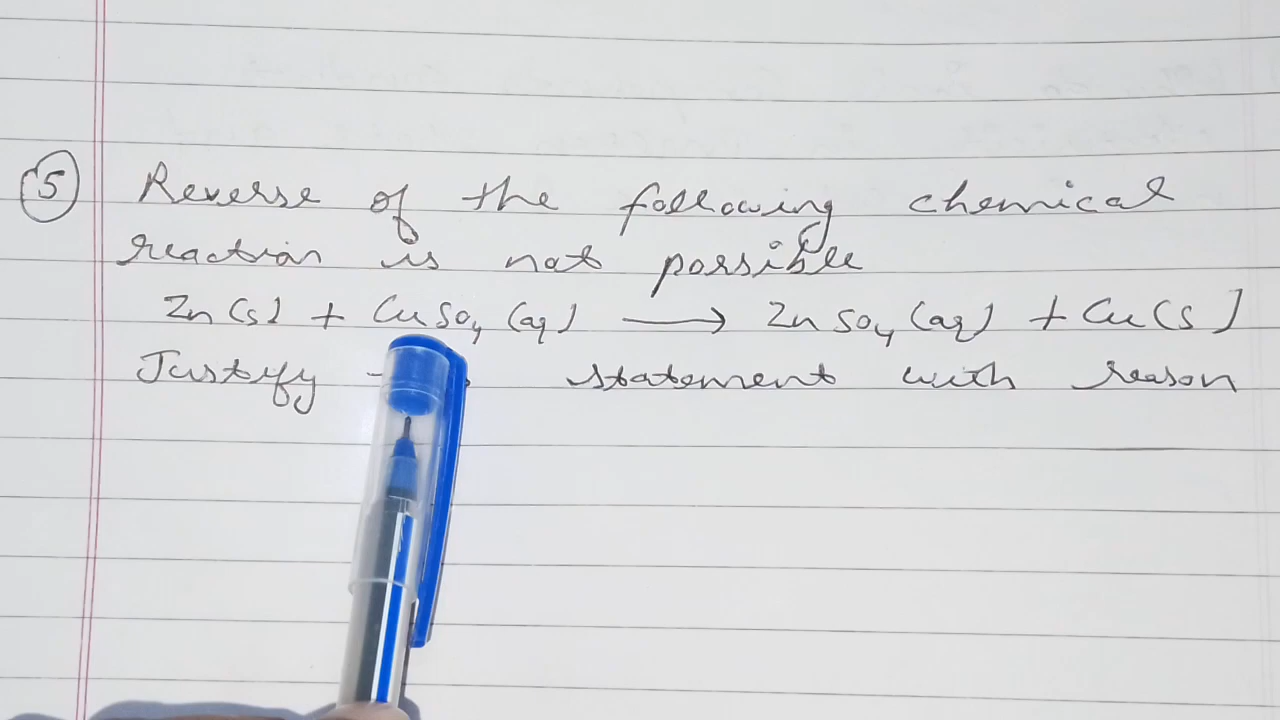 5 Reverse of the following chemical
reaction is not possible
Zn(s) + CuSO4 (aq) ⟶ ZnSO4 (aq) + Cu(s)
Justify statement with reason